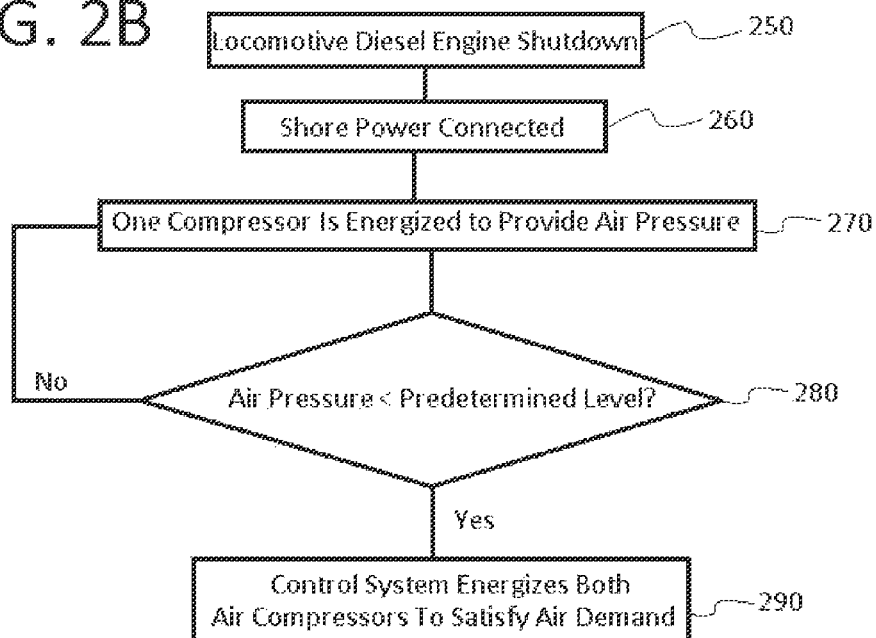 G. 2B
Locomotive Diesel Engine Shutdown
250
Shore Power Connected
260
One Compressor Is Energized to Provide Air Pressure
270
No
Air Pressure < Predetermined Level?
280
Yes
Control System Energizes Both
Air Compressors To Satisfy Air Demand
290